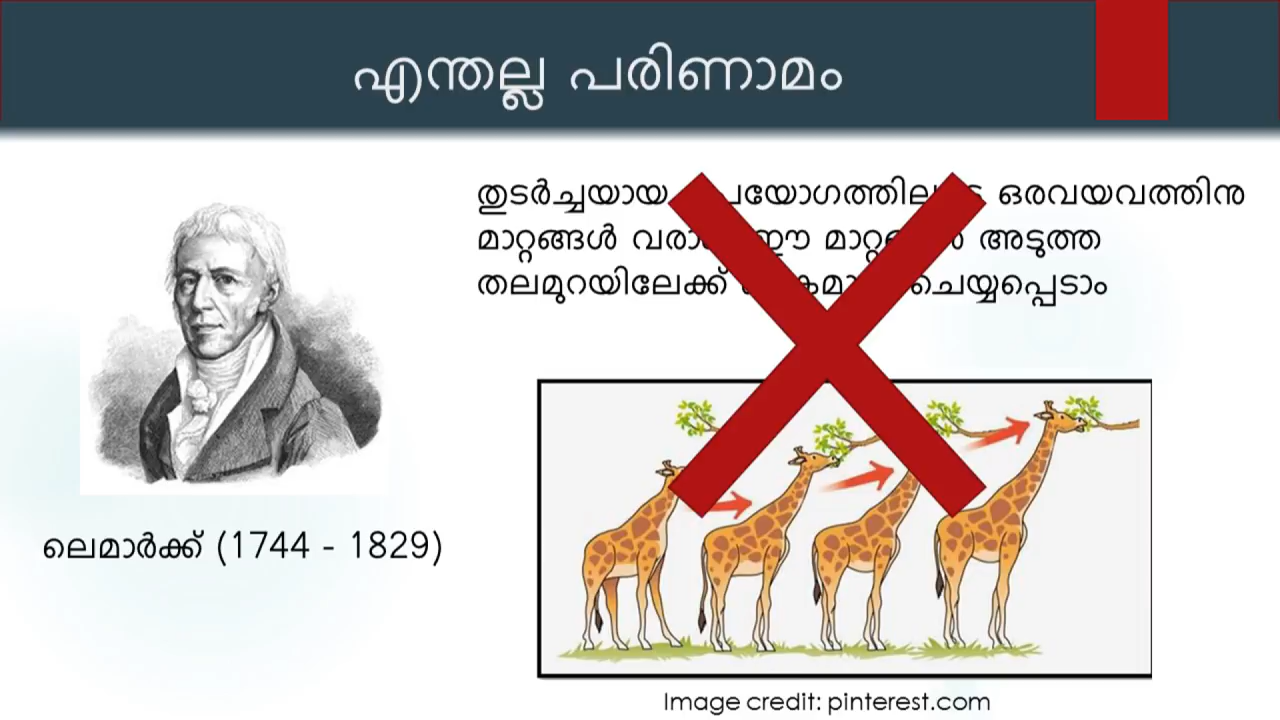 എന്തല്ല പരിണാമം
തുടർച്ചയായ ഒരവയവത്തിനു
മാറ്റങ്ങൾ ഈ അടുത്ത
തലമുറയിലേക്ക് ചെയ്യപ്പെടാം
ലെമാർക്ക് (1744 - 1829)
Image credit: pinterest.com